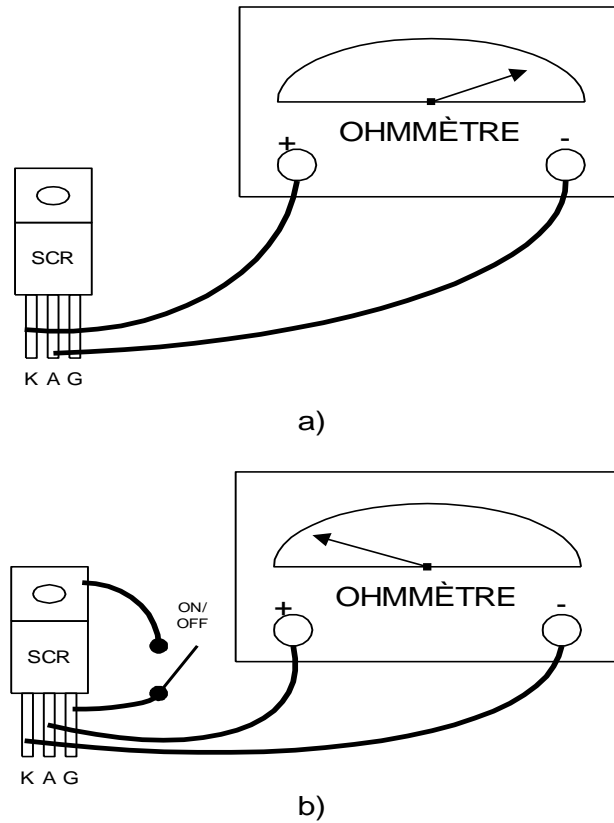 OHMMÈTRE
+ -
SCR
K A G
a)
ON/
OFF
OHMMÈTRE
+ -
SCR
K A G
b)